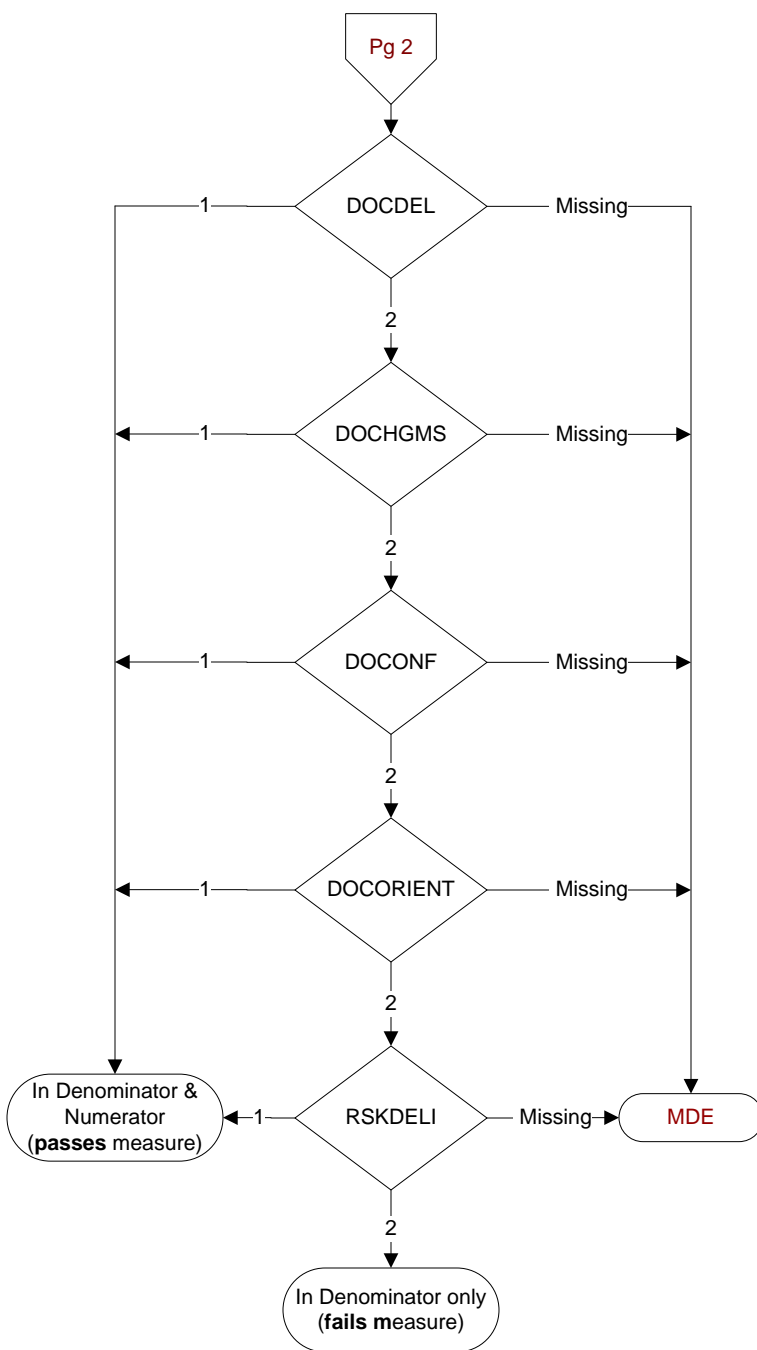 Pg 2
1
DOCDEL
Missing
2
1
DOCHGMS
Missing
2
1
DOCONF
Missing
2
1
DOCORIENT
Missing
2
In Denominator &
Numerator
(passes measure)
1
RSKDELI
Missing
MDE
2
In Denominator only
(fails measure)